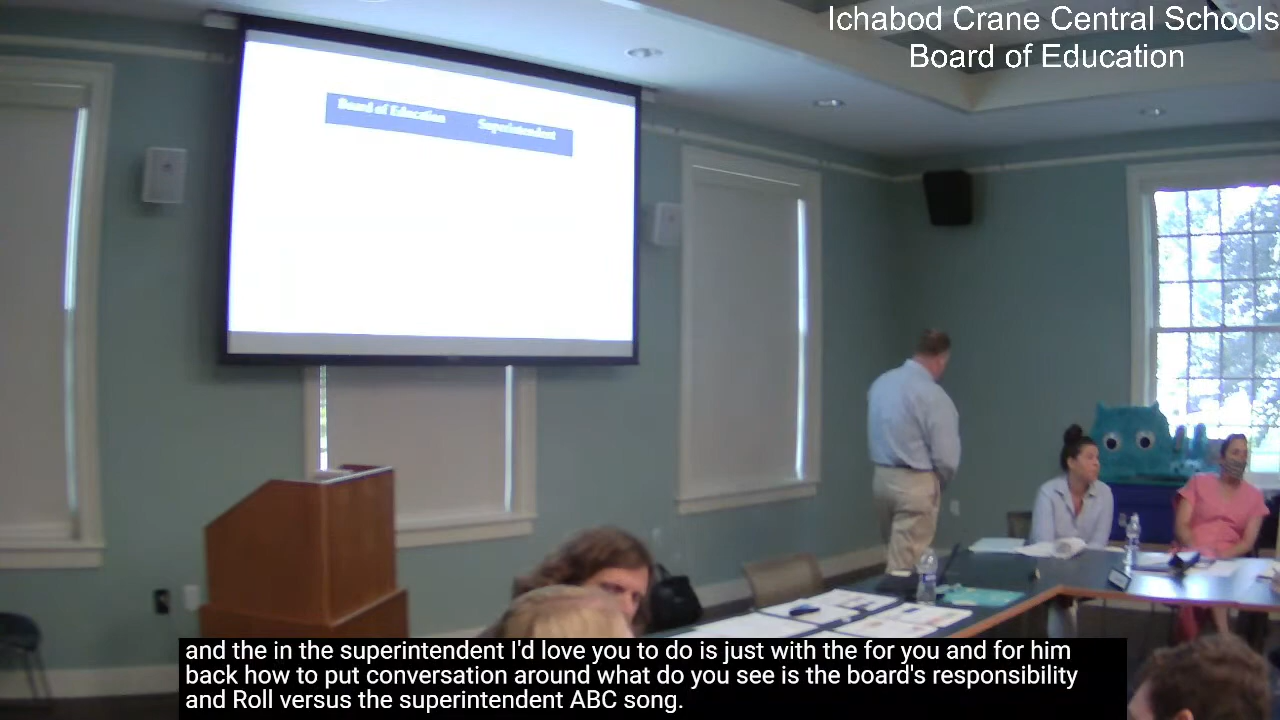 Ichabod Crane Central Schools
Board of Education
Board of Education Superintendent
and the in the superintendent I'd love you to do is just with the for you and for him
back how to put conversation around what do you see is the board's responsibility
and Roll versus the superintendent ABC song.